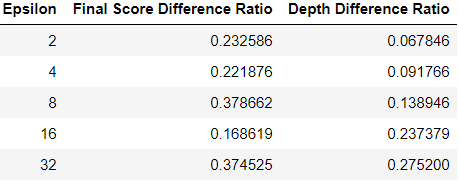 Epsilon Final Score Difference Ratio Depth Difference Ratio
2 0.232586 0.067846
4 0.221876 0.091766
8 0.378662 0.138946
16 0.168619 0.237379
32 0.374525 0.275200